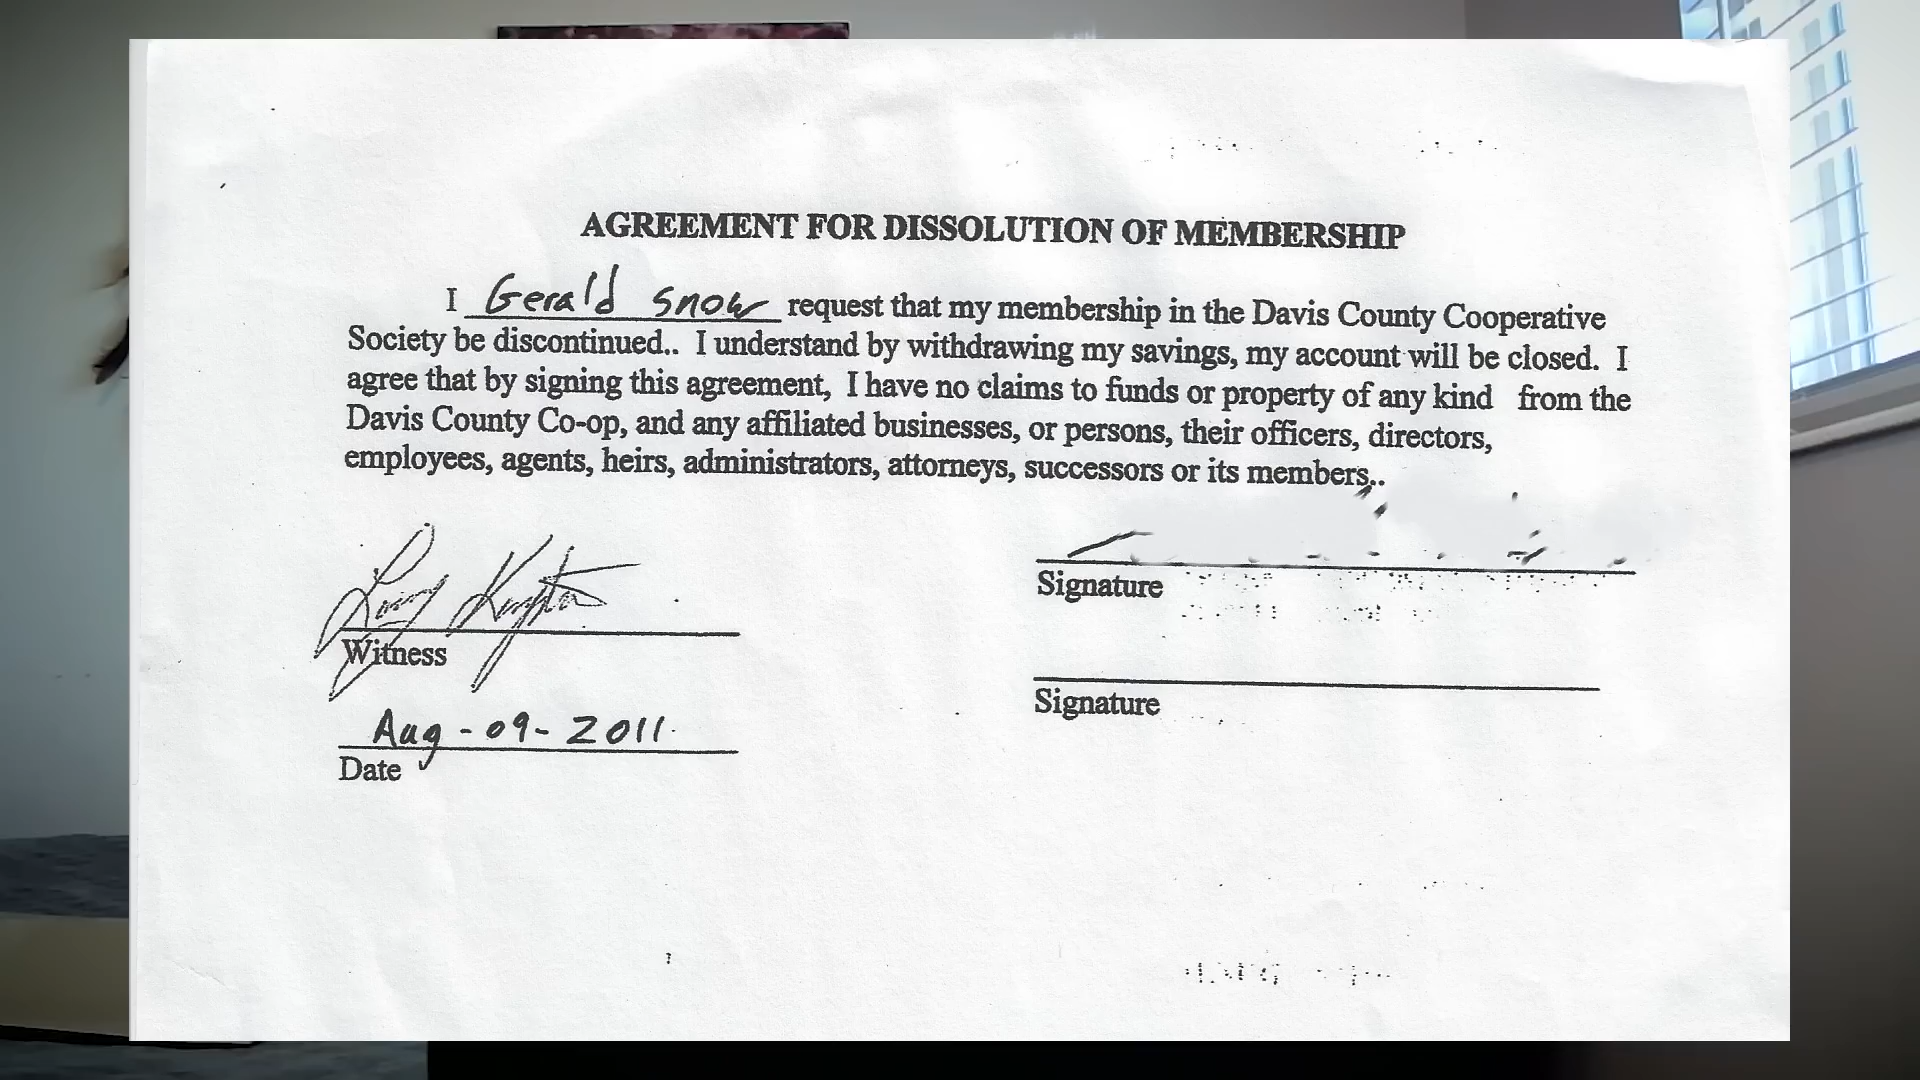 AGREEMENT FOR DISSOLUTION OF MEMBERSHIP
I Gerald Snow request that my membership in the Davis County Cooperative
Society be discontinued.. I understand by withdrawing my savings, my account will be closed. I
agree that by signing this agreement, I have no claims to funds or property of any kind from the
Davis County Co-op, and any affiliated businesses, or persons, their officers, directors,
employees, agents, heirs, administrators, attorneys, successors or its members..
Signature
Witness
Signature
Aug-09-2011.
Date